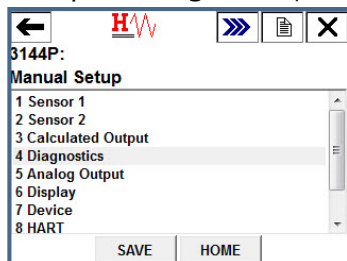 H
3144P:
Manual Setup
1 Sensor 1
2 Sensor 2
3 Calculated Output
4 Diagnostics
5 Analog Output
6 Display
7 Device
8 HART
SAVE HOME